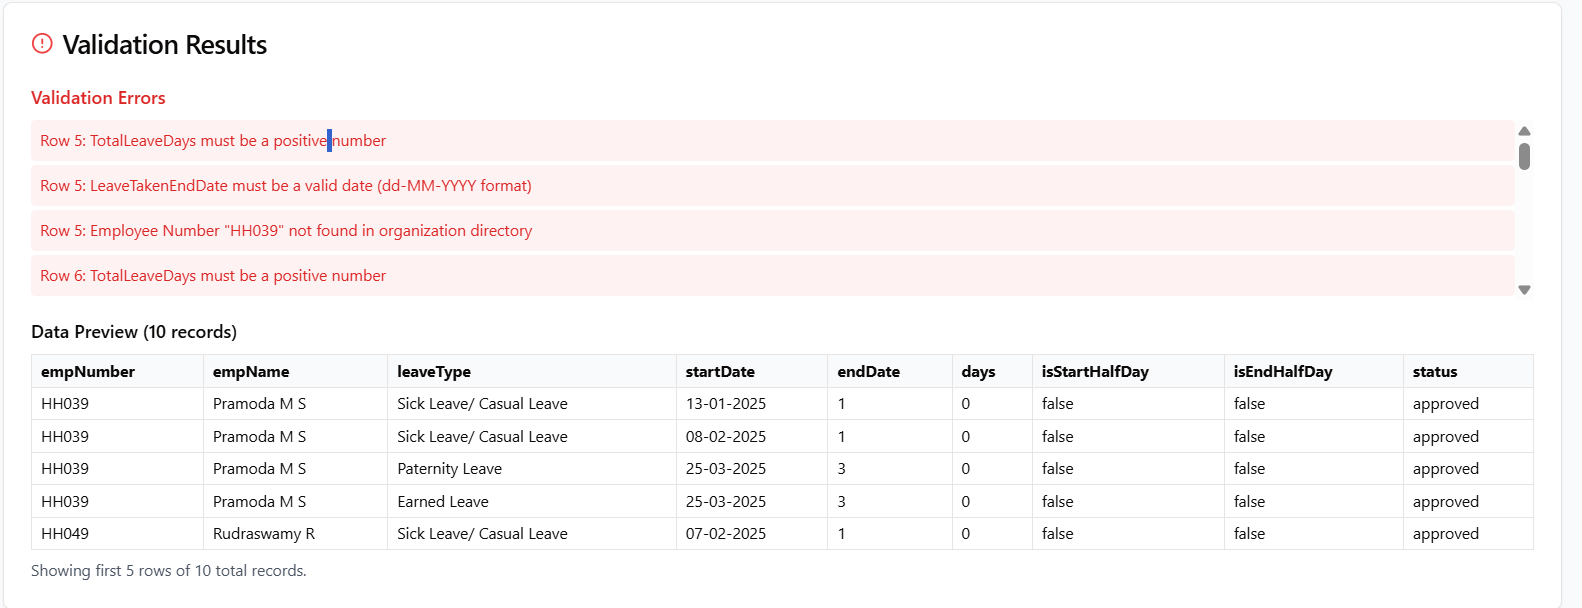 Validation Results
Validation Errors
Row 5: TotalLeaveDays must be a positive number
Row 5: LeaveTakenEndDate must be a valid date (dd-MM-YYYY format)
Row 5: Employee Number "HH039" not found in organization directory
Row 6: TotalLeaveDays must be a positive number
Data Preview (10 records)
empNumber empName leaveType startDate endDate days isStartHalfDay isEndHalfDay status
HH039 Pramoda M S Sick Leave/ Casual Leave 13-01-2025 1 0 false false approved
HH039 Pramoda M S Sick Leave/ Casual Leave 08-02-2025 1 0 false false approved
HH039 Pramoda M S Paternity Leave 25-03-2025 3 0 false false approved
HH039 Pramoda M S Earned Leave 25-03-2025 3 0 false false approved
HH049 Rudraswamy R Sick Leave/ Casual Leave 07-02-2025 1 0 false false approved
Showing first 5 rows of 10 total records.